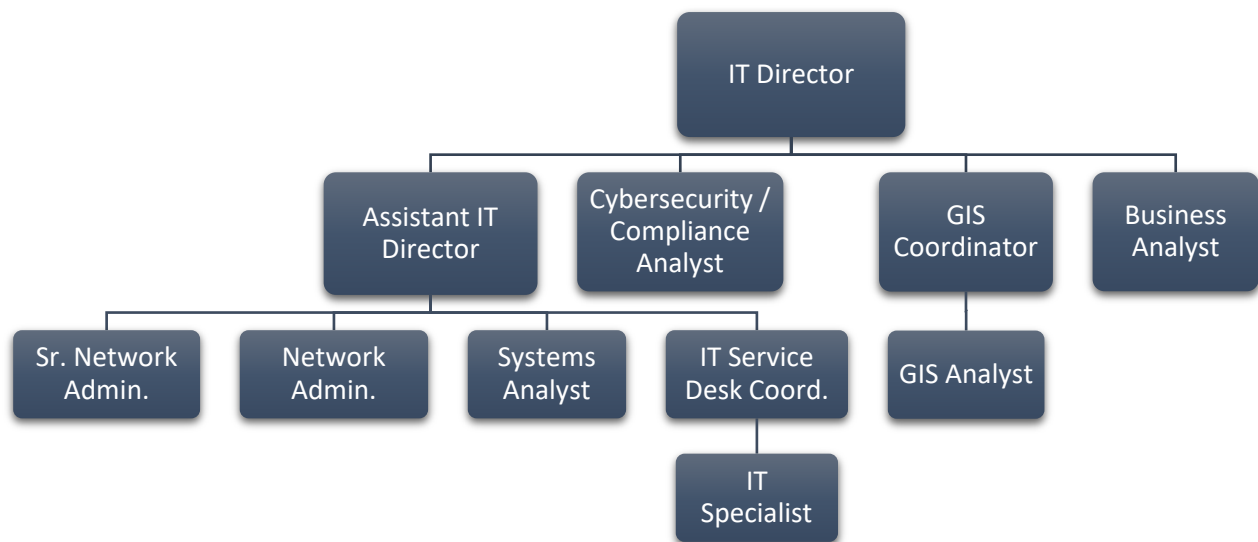 IT Director
Assistant IT
Director
Cybersecurity /
Compliance
Analyst
GIS
Coordinator
Business
Analyst
Sr. Network
Admin.
Network
Admin.
Systems
Analyst
IT Service
Desk Coord.
GIS Analyst
IT
Specialist